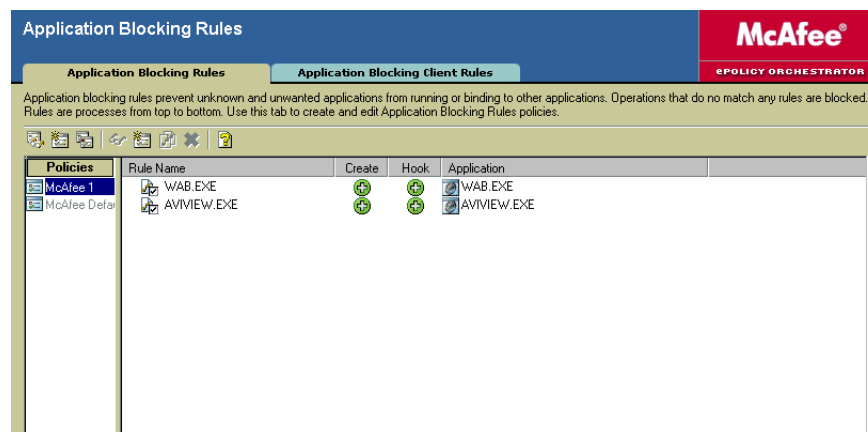 Application Blocking Rules
McAfee®
ePOLICY ORCHESTRATOR
Application Blocking Rules
Application Blocking Client Rules
Application blocking rules prevent unknown and unwanted applications from running or binding to other applications. Operations that do no match any rules are blocked.
Rules are processes from top to bottom. Use this tab to create and edit Application Blocking Rules policies.
Policies
Rule Name Create Hook Application
McAfee 1
WAB.EXE WAB.EXE
McAfee Defau
AVIVIEW.EXE AVIVIEW.EXE